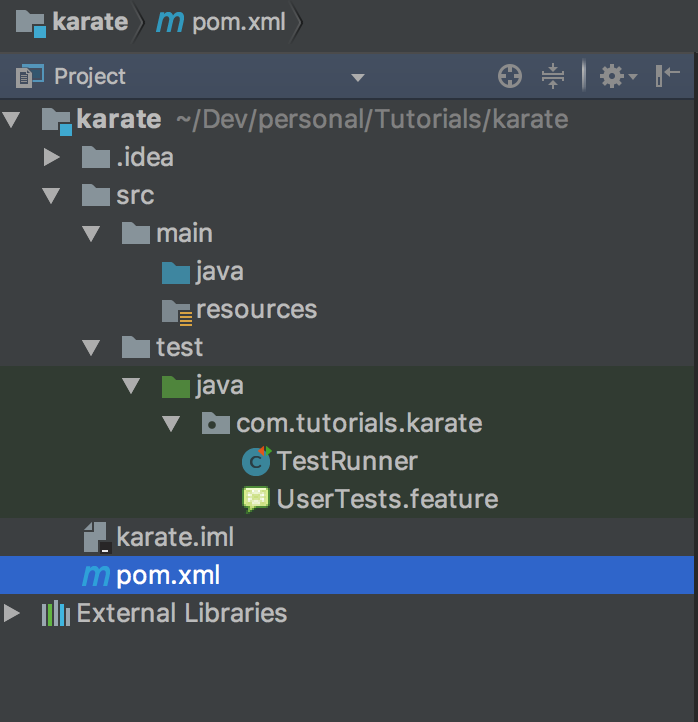 karate pom.xml
Project
karate ~/Dev/personal/Tutorials/karate
.idea
src
main
java
resources
test
java
com.tutorials.karate
TestRunner
UserTests.feature
karate.iml
pom.xml
External Libraries